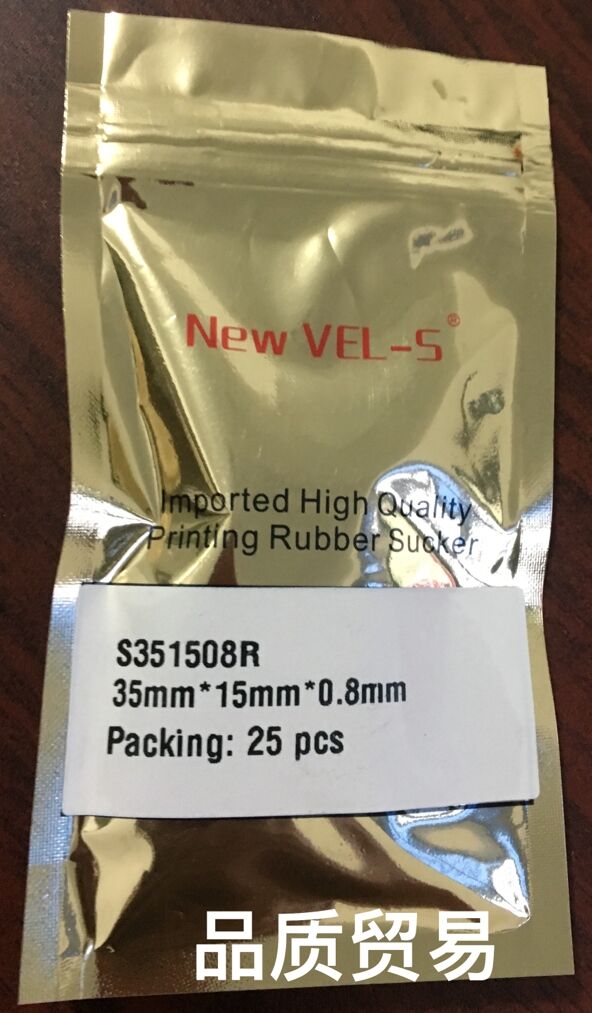 New VEL-S®
Imported High Quality
Printing Rubber Sucker
S351508R
35mm*15mm*0.8mm
Packing: 25 pcs
品质贸易